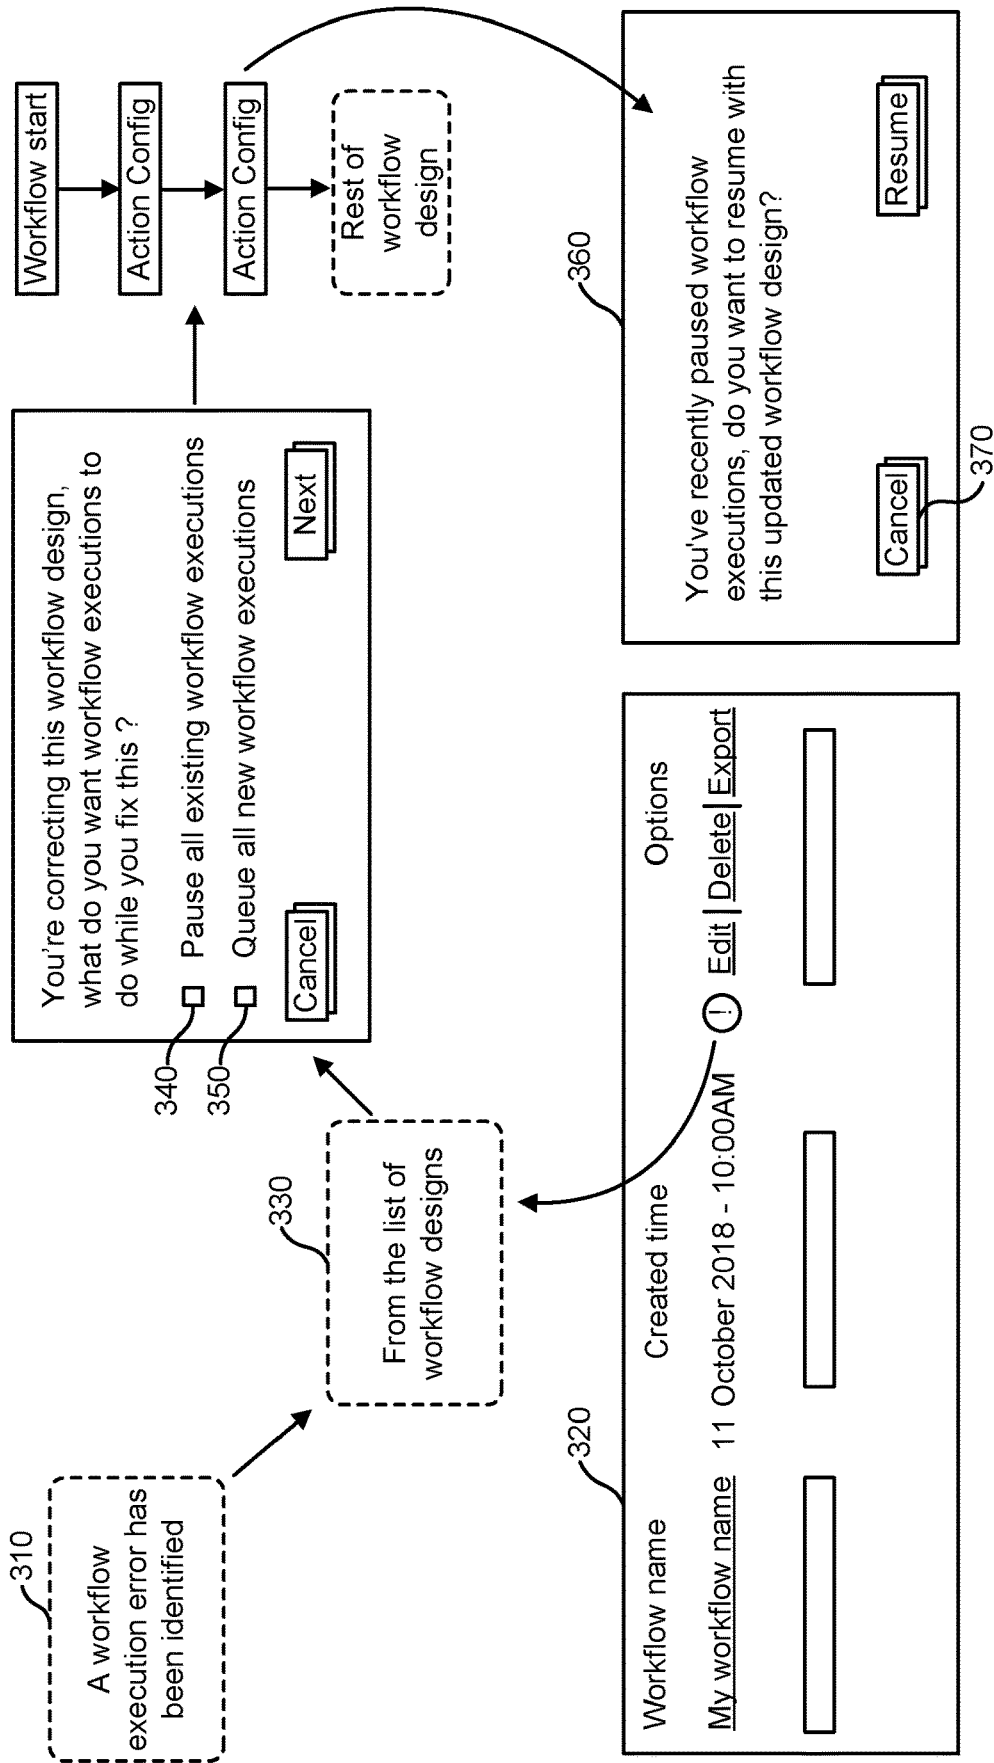 310
A workflow
execution error has
been identified
330
From the list of
workflow designs
You're correcting this workflow design,
what do you want workflow executions to
do while you fix this ?
340
Pause all existing workflow executions
350
Queue all new workflow executions
Cancel
Next
Workflow start
Action Config
Action Config
Rest of
workflow
design
320
Workflow name
Created time
Options
My workflow name
11 October 2018 - 10:00AM
!
Edit | Delete | Export
360
You've recently paused workflow
executions, do you want to resume with
this updated workflow design?
Cancel
Resume
370